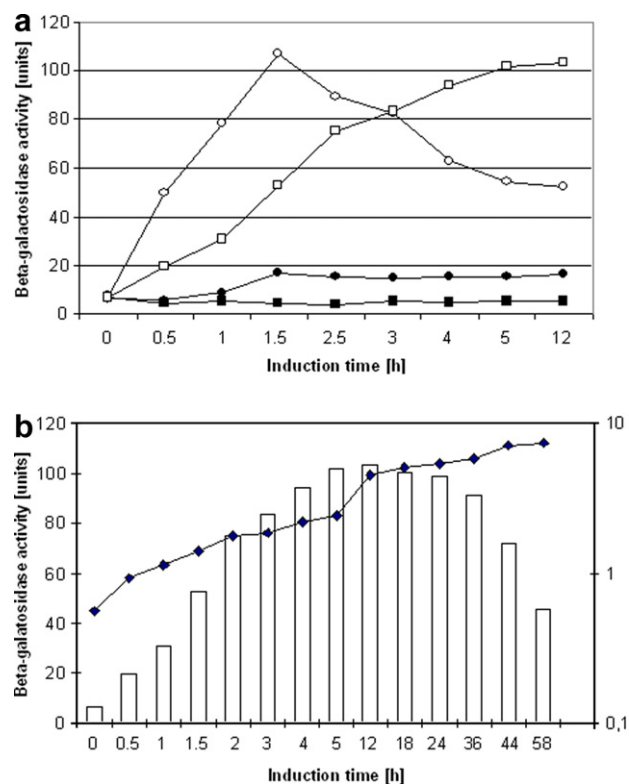 a
Beta-galactosidase activity [units]
120
100
80
60
40
20
0
0 0.5 1 1.5 2.5 3 4 5 12
Induction time [h]
b
Beta-galatosidase activity [units]
120
100
80
60
40
20
0
10
1
0,1
0 0.5 1 1.5 2 3 4 5 12 18 24 36 44 58
Induction time [h]